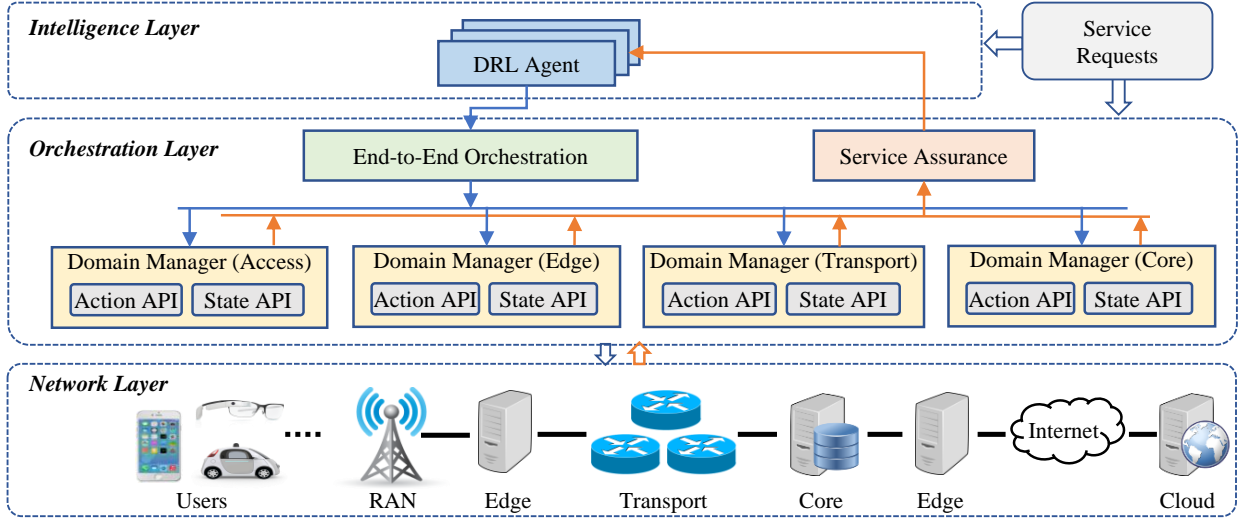 Intelligence Layer
DRL Agent
Service
Requests
Orchestration Layer
End-to-End Orchestration
Service Assurance
Domain Manager (Access)
Action API
State API
Domain Manager (Edge)
Action API
State API
Domain Manager (Transport)
Action API
State API
Domain Manager (Core)
Action API
State API
Network Layer
Internet
Users
RAN
Edge
Transport
Core
Edge
Cloud